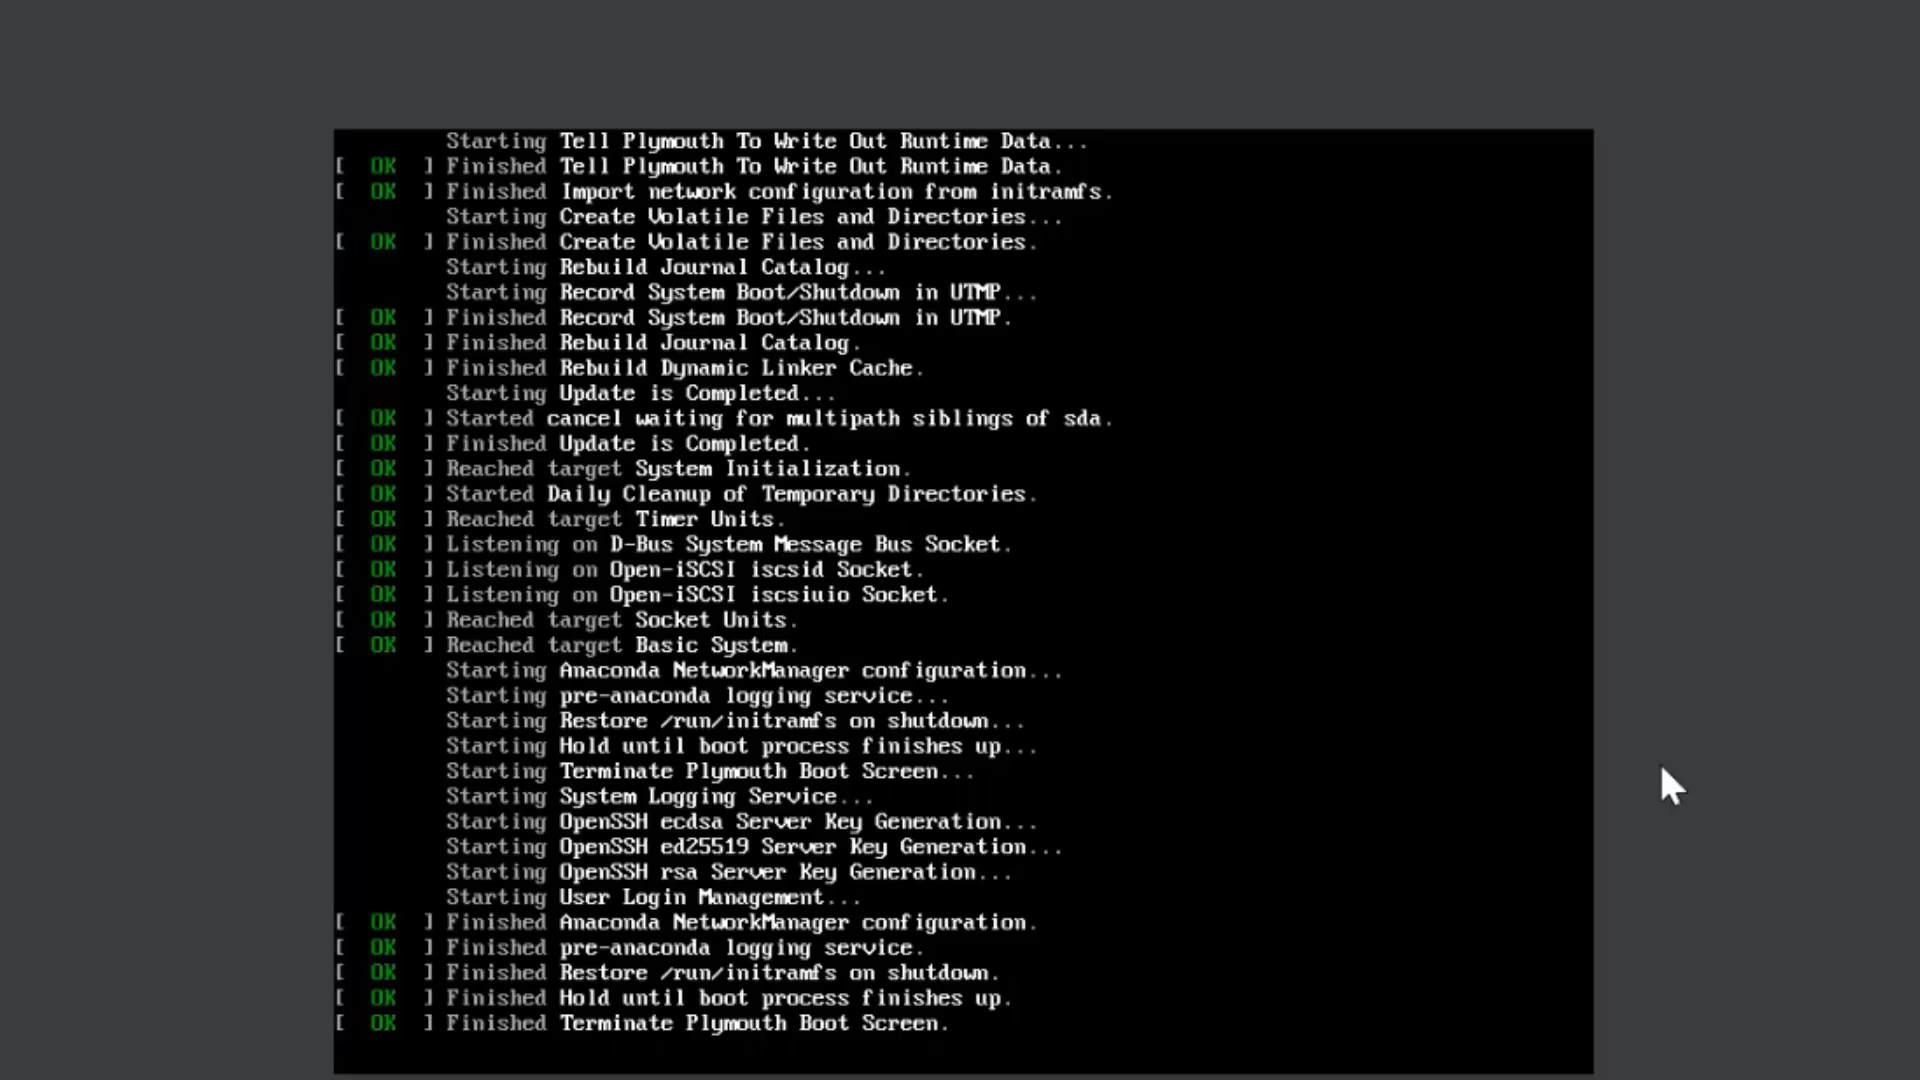 Starting Tell Plymouth To Write Out Runtime Data...
[  OK  ] Finished Tell Plymouth To Write Out Runtime Data.
[  OK  ] Finished Import network configuration from initramfs.
Starting Create Volatile Files and Directories...
[  OK  ] Finished Create Volatile Files and Directories.
Starting Rebuild Journal Catalog...
Starting Record System Boot/Shutdown in UTMP...
[  OK  ] Finished Record System Boot/Shutdown in UTMP.
[  OK  ] Finished Rebuild Journal Catalog.
[  OK  ] Finished Rebuild Dynamic Linker Cache.
Starting Update is Completed...
[  OK  ] Started cancel waiting for multipath siblings of sda.
[  OK  ] Finished Update is Completed.
[  OK  ] Reached target System Initialization.
[  OK  ] Started Daily Cleanup of Temporary Directories.
[  OK  ] Reached target Timer Units.
[  OK  ] Listening on D-Bus System Message Bus Socket.
[  OK  ] Listening on Open-iSCSI iscsid Socket.
[  OK  ] Listening on Open-iSCSI iscsiuio Socket.
[  OK  ] Reached target Socket Units.
[  OK  ] Reached target Basic System.
Starting Anaconda NetworkManager configuration...
Starting pre-anaconda logging service...
Starting Restore /run/initramfs on shutdown...
Starting Hold until boot process finishes up...
Starting Terminate Plymouth Boot Screen...
Starting System Logging Service...
Starting OpenSSH ecdsa Server Key Generation...
Starting OpenSSH ed25519 Server Key Generation...
Starting OpenSSH rsa Server Key Generation...
Starting User Login Management...
[  OK  ] Finished Anaconda NetworkManager configuration.
[  OK  ] Finished pre-anaconda logging service.
[  OK  ] Finished Restore /run/initramfs on shutdown.
[  OK  ] Finished Hold until boot process finishes up.
[  OK  ] Finished Terminate Plymouth Boot Screen.